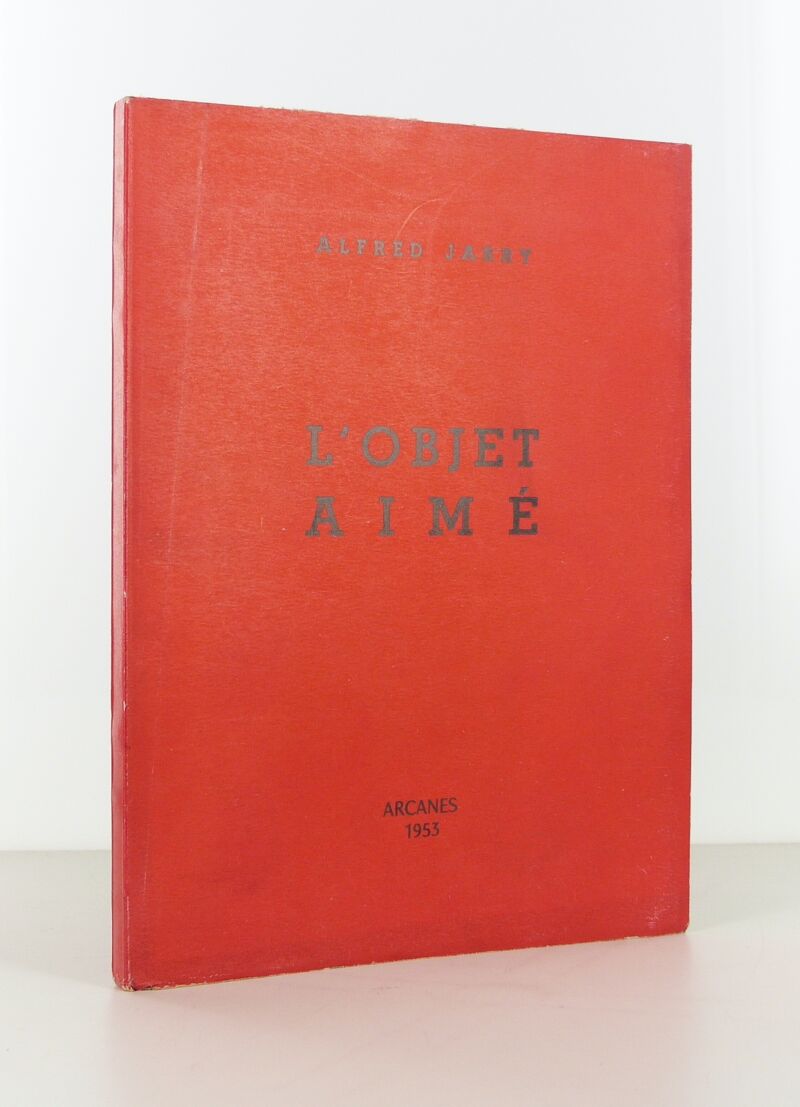 ALFRED JARRY
L'OBJET
AIMÉ
ARCANES
1953